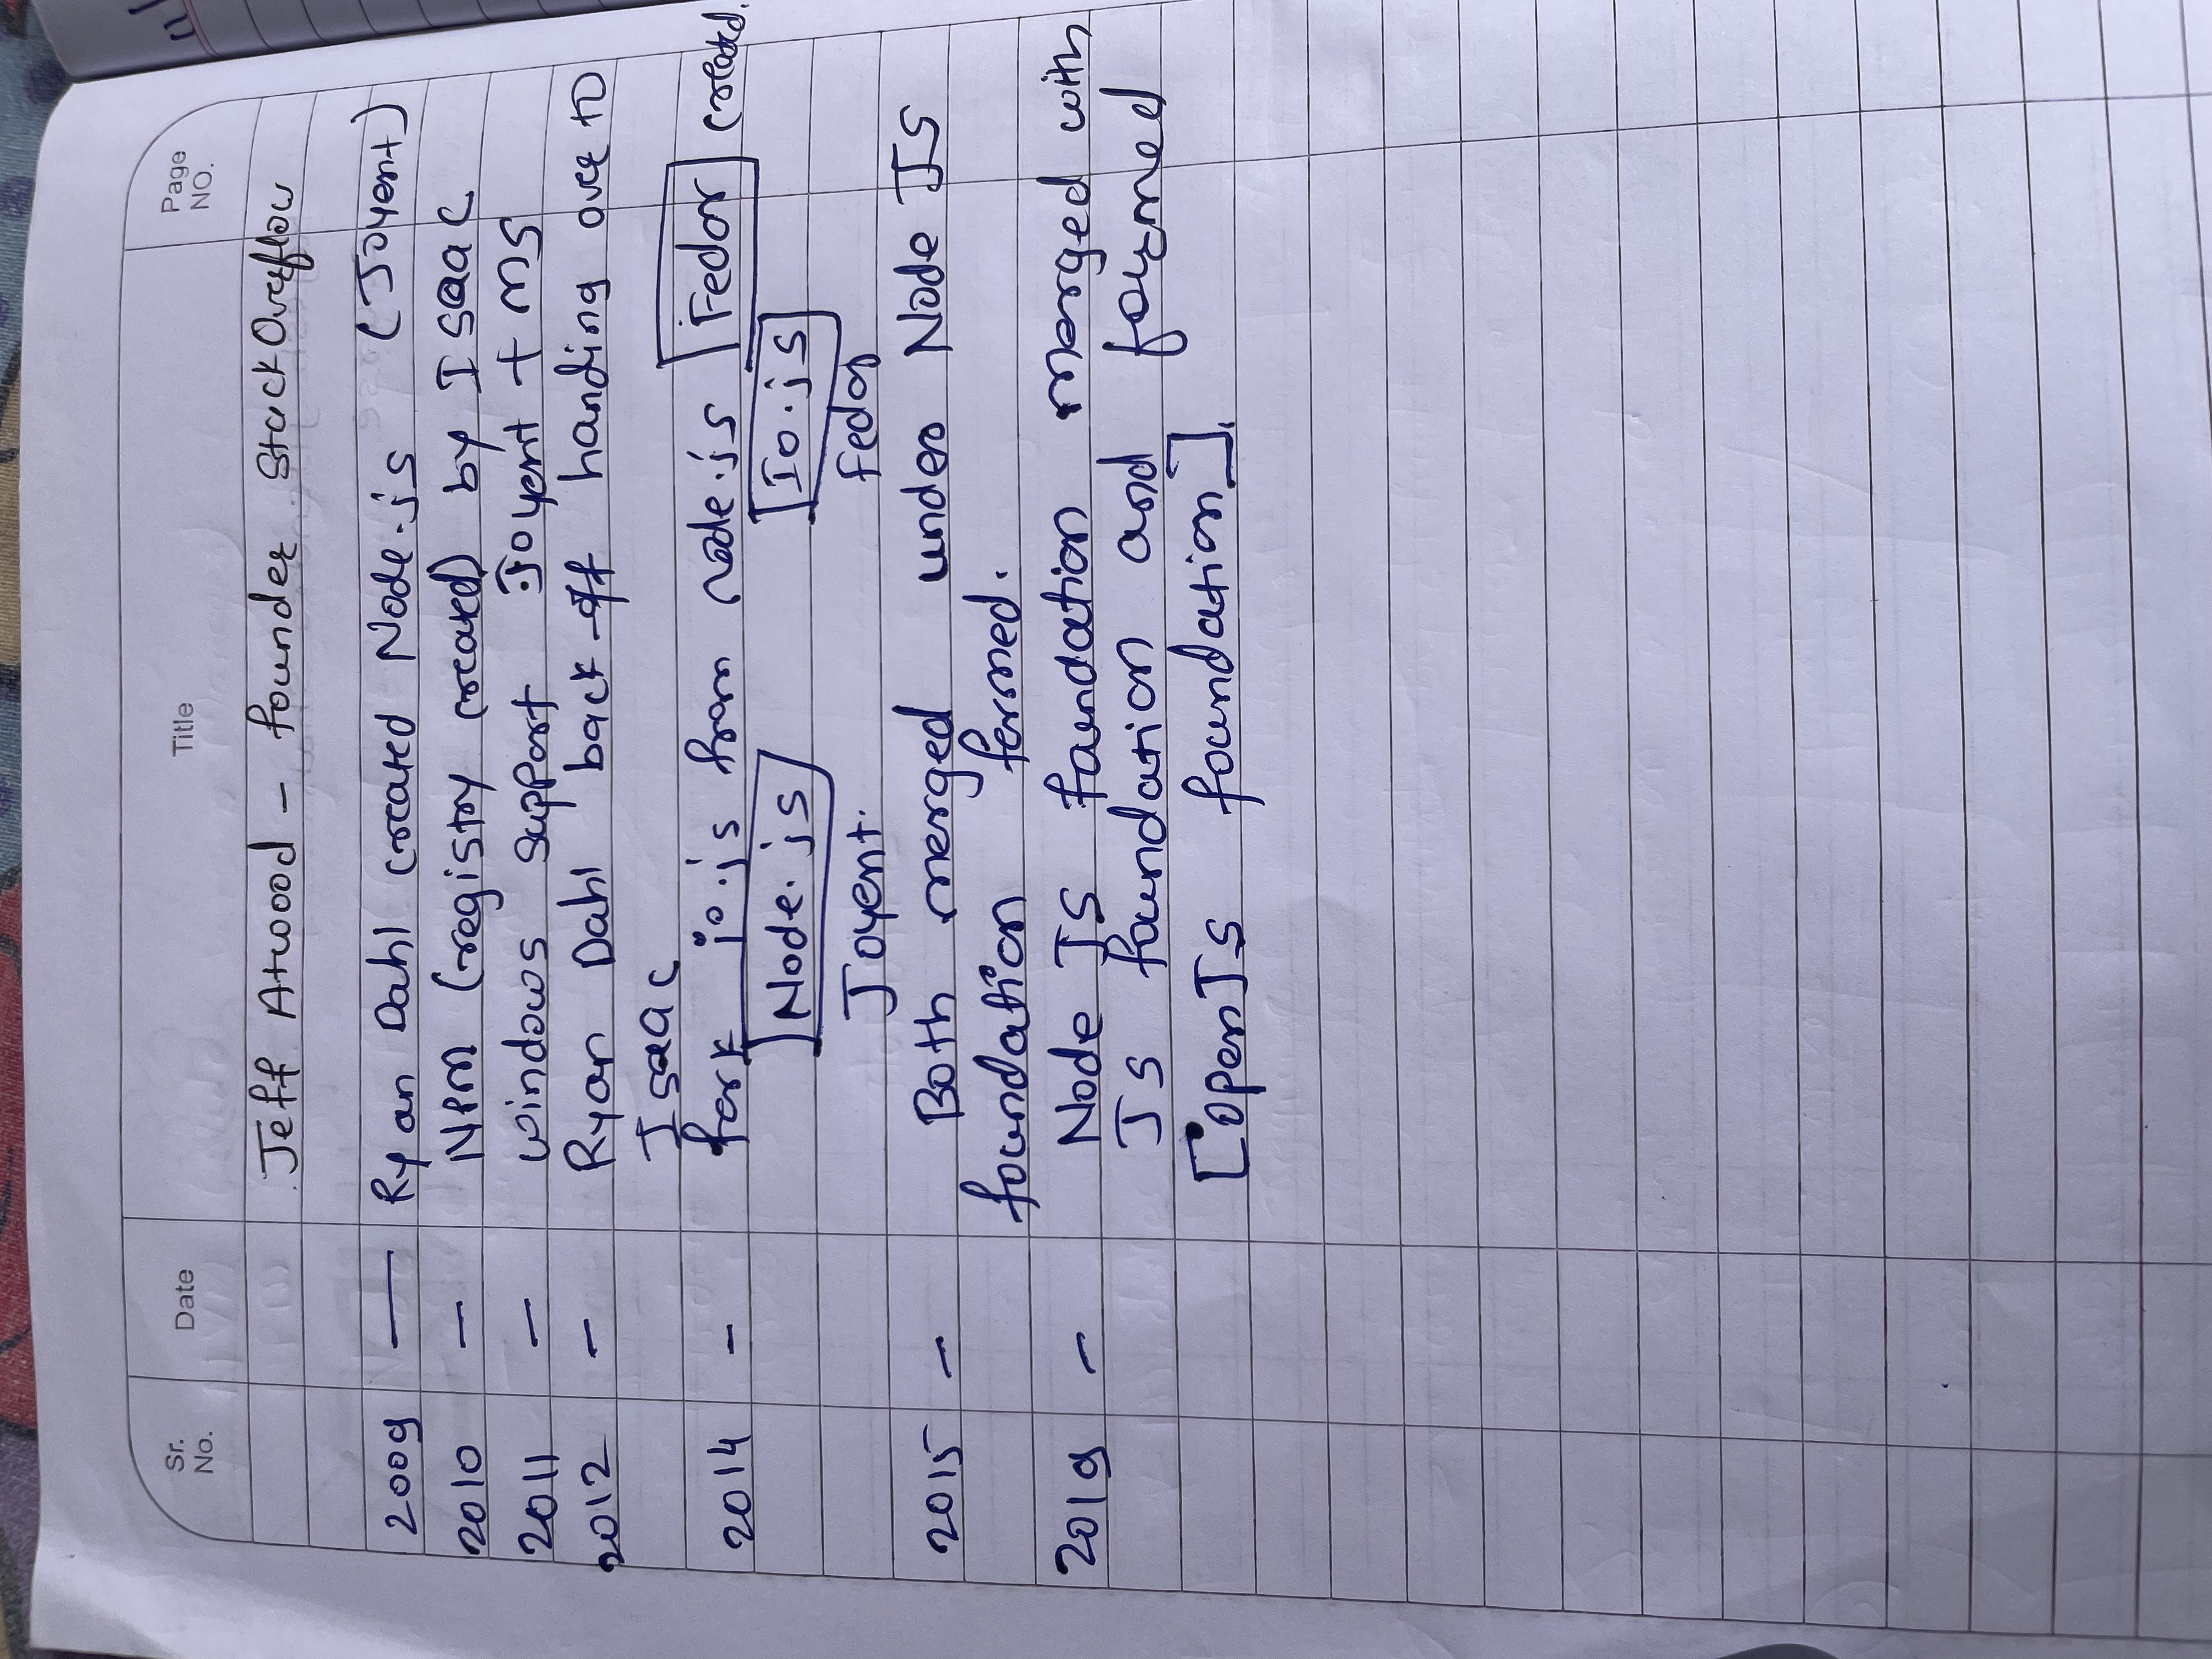 Sr. No. Date Title Page NO.
Jeff Atwood - founder StackOverflow
2009 — Ryan Dahl created Node.js (Joyent)
2010 - NPM (registry created) by Isaac
2011 - windows support Joyent + MS
2012 - Ryan Dahl back off handing over to
Isaac
2014 - fork io.js from node.js Fedor created.
Node.js Io.js
Joyent. Fedor
2015 - Both merged under Node JS
foundation formed.
2019 - Node JS foundation merged with
JS foundation and formed
[openJs foundation].